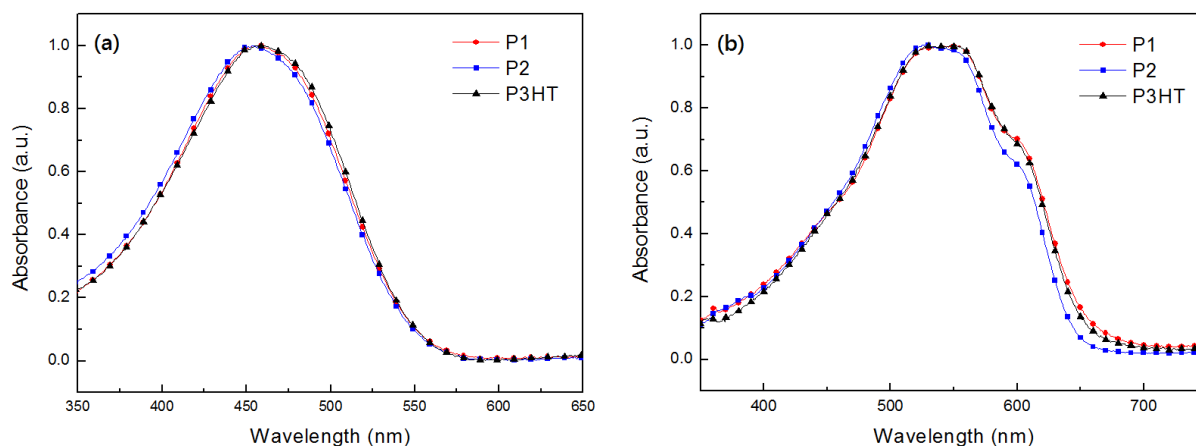 (a)
P1
P2
P3HT
Absorbance (a.u.)
1.0
0.8
0.6
0.4
0.2
0.0
350 400 450 500 550 600 650
Wavelength (nm)
(b)
P1
P2
P3HT
Absorbance (a.u.)
1.0
0.8
0.6
0.4
0.2
0.0
400 500 600 700
Wavelength (nm)